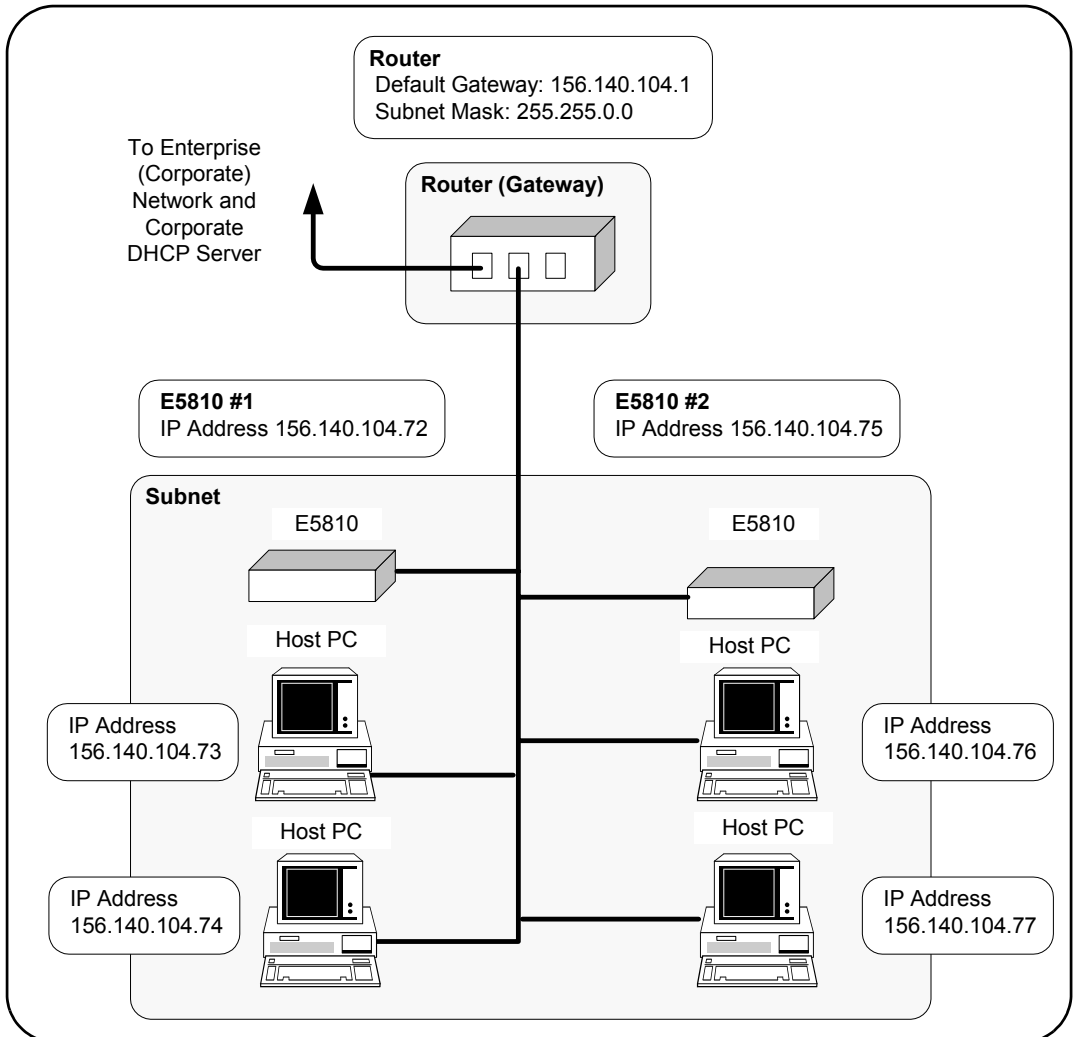 Router
Default Gateway: 156.140.104.1
Subnet Mask: 255.255.0.0
To Enterprise
(Corporate)
Network and
Corporate
DHCP Server
Router (Gateway)
E5810 #1
IP Address 156.140.104.72
E5810 #2
IP Address 156.140.104.75
Subnet
E5810
E5810
Host PC
Host PC
IP Address
156.140.104.73
IP Address
156.140.104.76
Host PC
Host PC
IP Address
156.140.104.74
IP Address
156.140.104.77